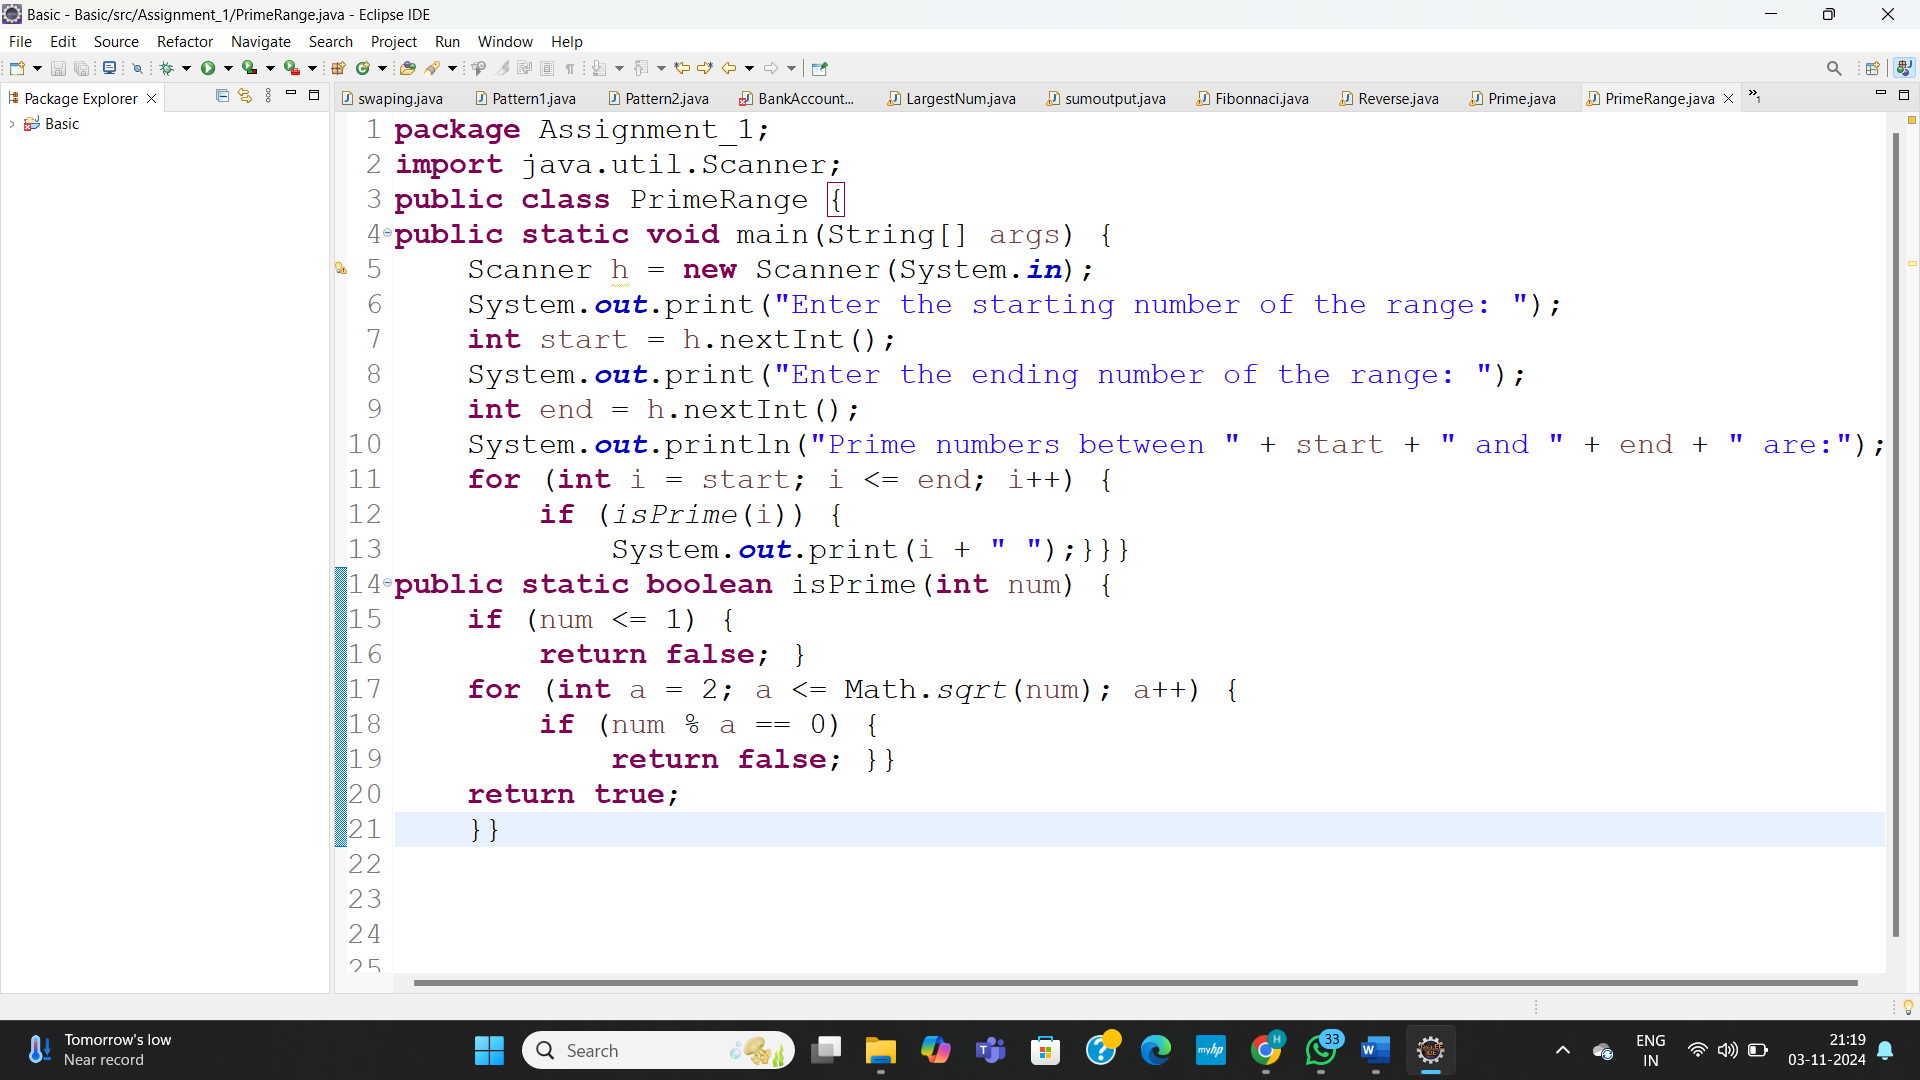 Basic - Basic/src/Assignment_1/PrimeRange.java - Eclipse IDE
File Edit Source Refactor Navigate Search Project Run Window Help
Package Explorer
swaping.java Pattern1.java Pattern2.java BankAccount... LargestNum.java sumoutput.java Fibonnaci.java Reverse.java Prime.java PrimeRange.java »1
Basic
1 package Assignment_1;
2 import java.util.Scanner;
3 public class PrimeRange {
4 public static void main(String[] args) {
5 Scanner h = new Scanner(System.in);
6 System.out.print("Enter the starting number of the range: ");
7 int start = h.nextInt();
8 System.out.print("Enter the ending number of the range: ");
9 int end = h.nextInt();
10 System.out.println("Prime numbers between " + start + " and " + end + " are:");
11 for (int i = start; i <= end; i++) {
12 if (isPrime(i)) {
13 System.out.print(i + " ");}}}
14 public static boolean isPrime(int num) {
15 if (num <= 1) {
16 return false; }
17 for (int a = 2; a <= Math.sqrt(num); a++) {
18 if (num % a == 0) {
19 return false; }}
20 return true;
21 }}
22
23
24
25
Tomorrow's low
Near record
Search
myhp
33
ENG
IN
21:19
03-11-2024